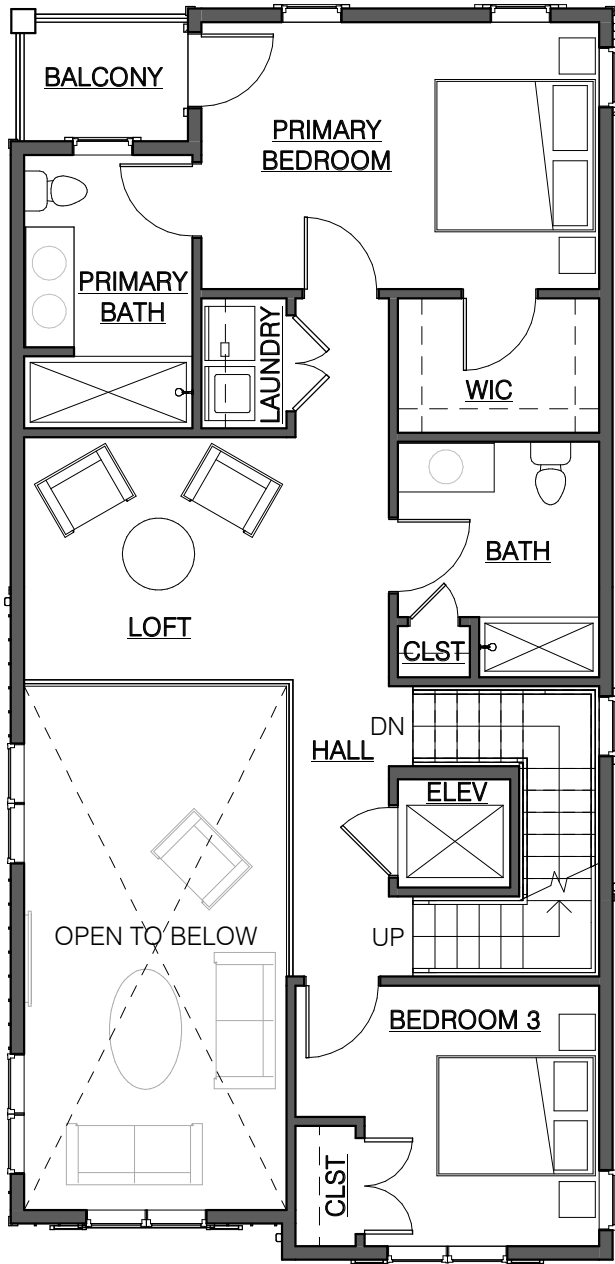 BALCONY
PRIMARY
BEDROOM
PRIMARY
BATH
LAUNDRY
WIC
BATH
LOFT
CLST
DN
HALL
ELEV
OPEN TO BELOW
UP
BEDROOM 3
CLST